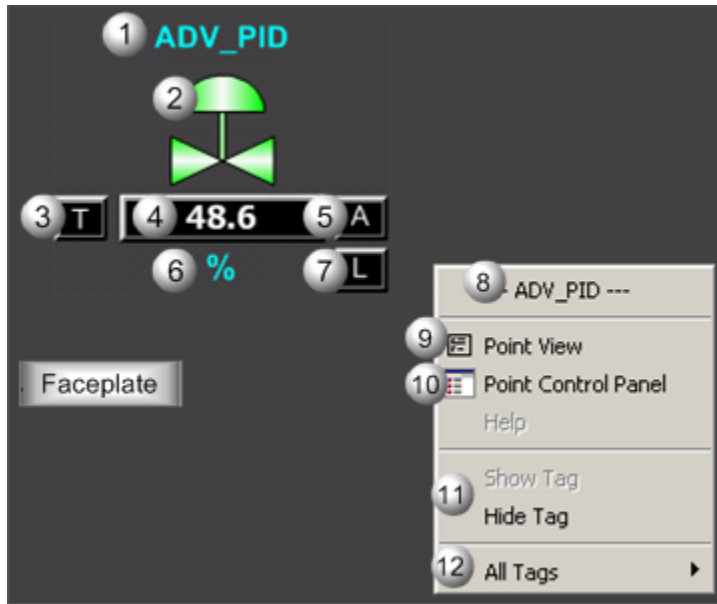 1 ADV_PID
2
3 T 4 48.6 5 A
6 % 7 L
8 - ADV_PID ---
9 Point View
Faceplate
10 Point Control Panel
Help
Show Tag
11
Hide Tag
12 All Tags